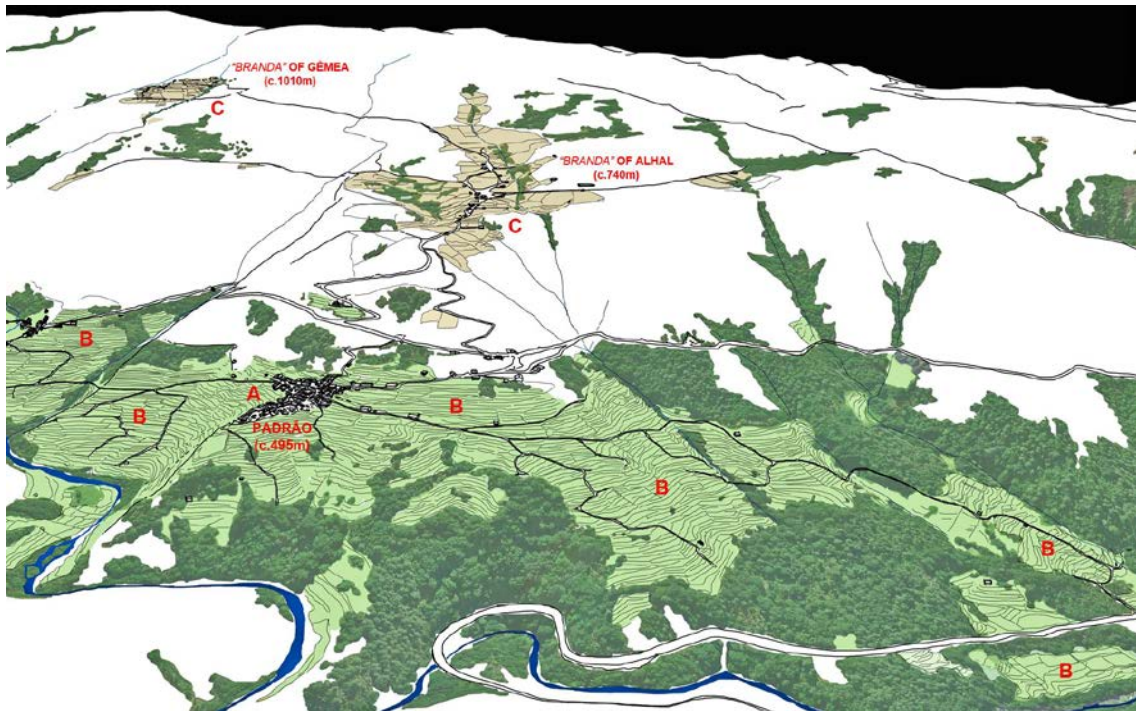 "BRANDA" OF GÊMEA
(c.1010m)
C
"BRANDA" OF ALHAL
(c.740m)
C
B
A
B
B
PADRÃO
(c.495m)
B
B
D
B